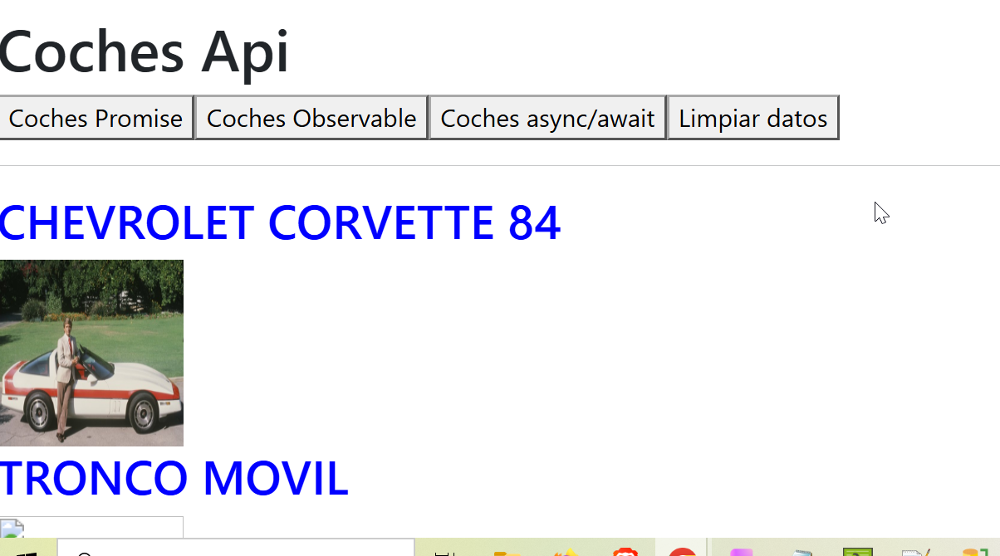 Coches Api
Coches Promise Coches Observable Coches async/await Limpiar datos
CHEVROLET CORVETTE 84
TRONCO MOVIL